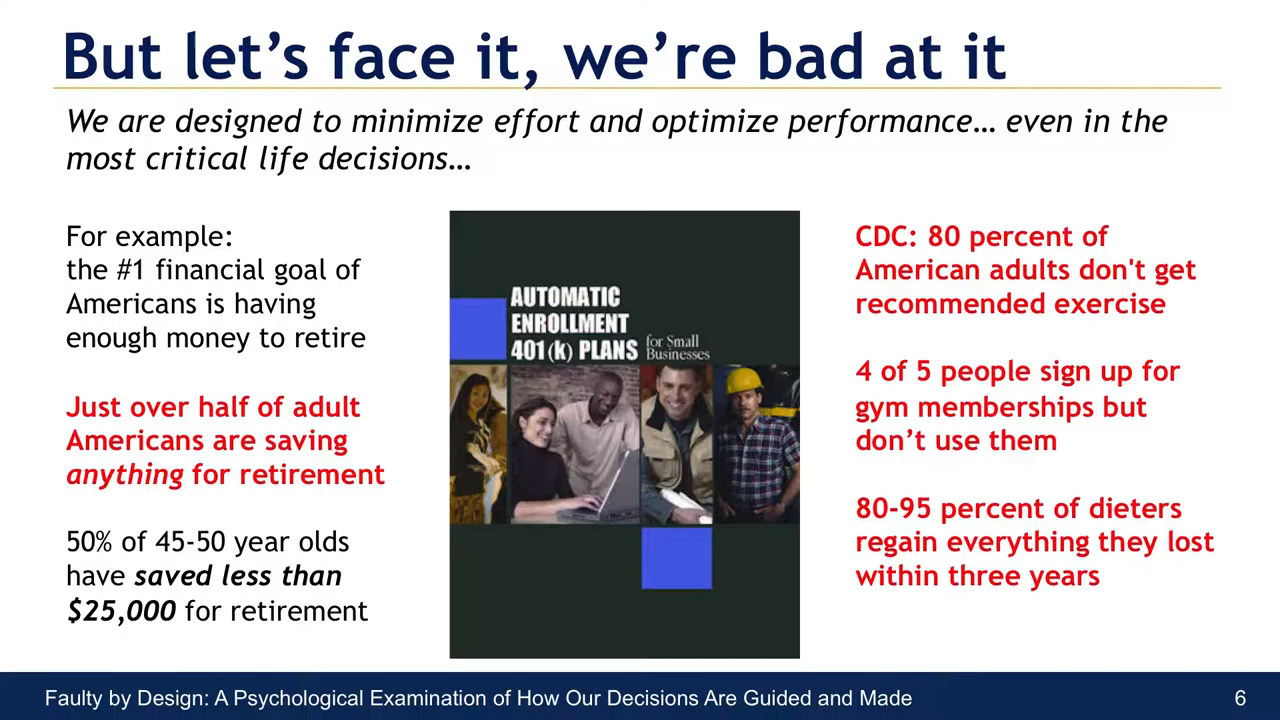 But let’s face it, we’re bad at it
We are designed to minimize effort and optimize performance… even in the
most critical life decisions…
For example:
the #1 financial goal of
Americans is having
enough money to retire
Just over half of adult
Americans are saving
anything for retirement
50% of 45-50 year olds
have saved less than
$25,000 for retirement
AUTOMATIC
ENROLLMENT
401(k) PLANS
for Small
Businesses
CDC: 80 percent of
American adults don't get
recommended exercise
4 of 5 people sign up for
gym memberships but
don’t use them
80-95 percent of dieters
regain everything they lost
within three years
Faulty by Design: A Psychological Examination of How Our Decisions Are Guided and Made
6